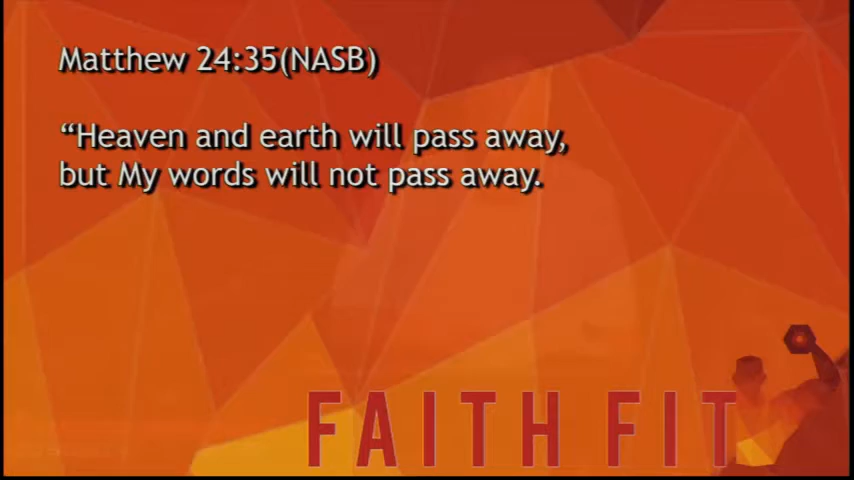 Matthew 24:35(NASB)
“Heaven and earth will pass away,
but My words will not pass away.
FAITH FIT